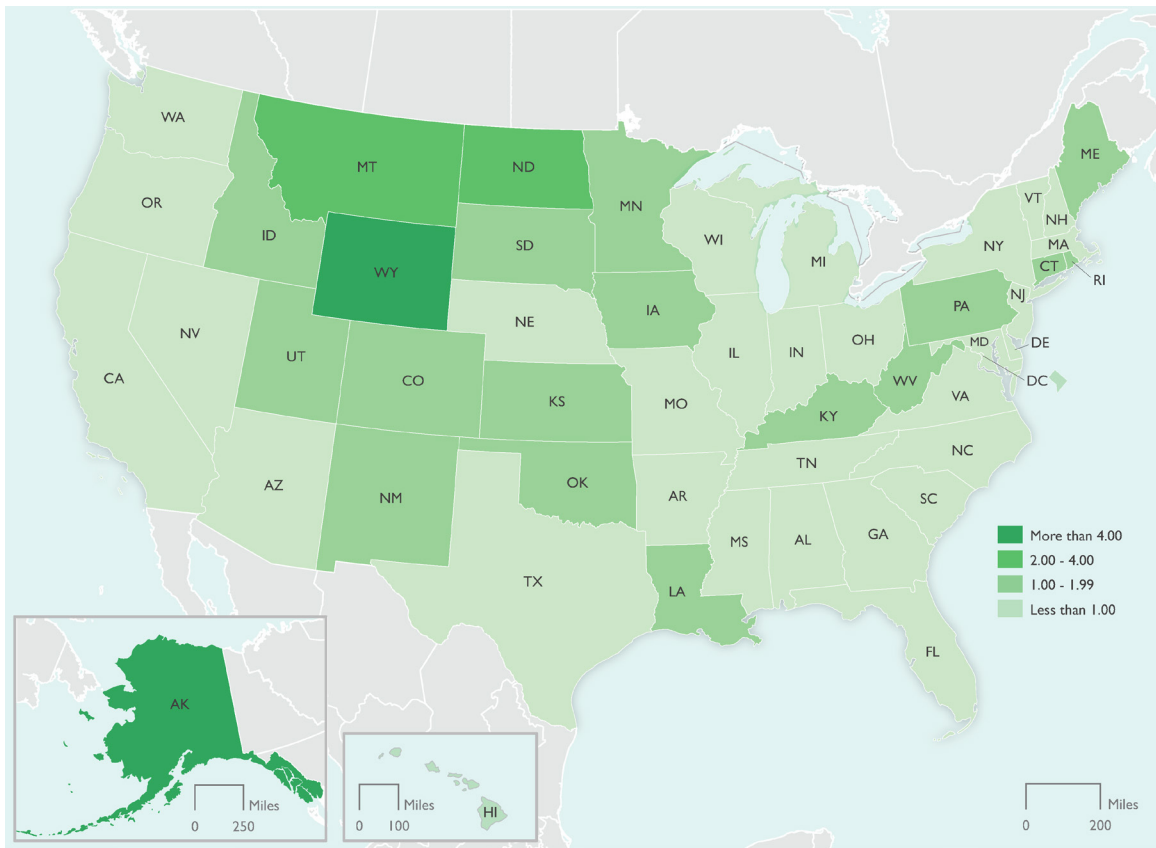 WA
MT
ND
ME
OR
MN
VT
ID
SD
WI
NH
NY
MA
WY
MI
CT
RI
IA
PA
NE
NJ
NV
OH
UT
IL
IN
MD
DE
CA
CO
WV
DC
KS
MO
VA
KY
NC
TN
AZ
OK
NM
AR
SC
MS
AL
GA
TX
LA
FL
More than 4.00
2.00 - 4.00
1.00 - 1.99
Less than 1.00
AK
Miles
0 250
HI
Miles
0 100
Miles
0 200